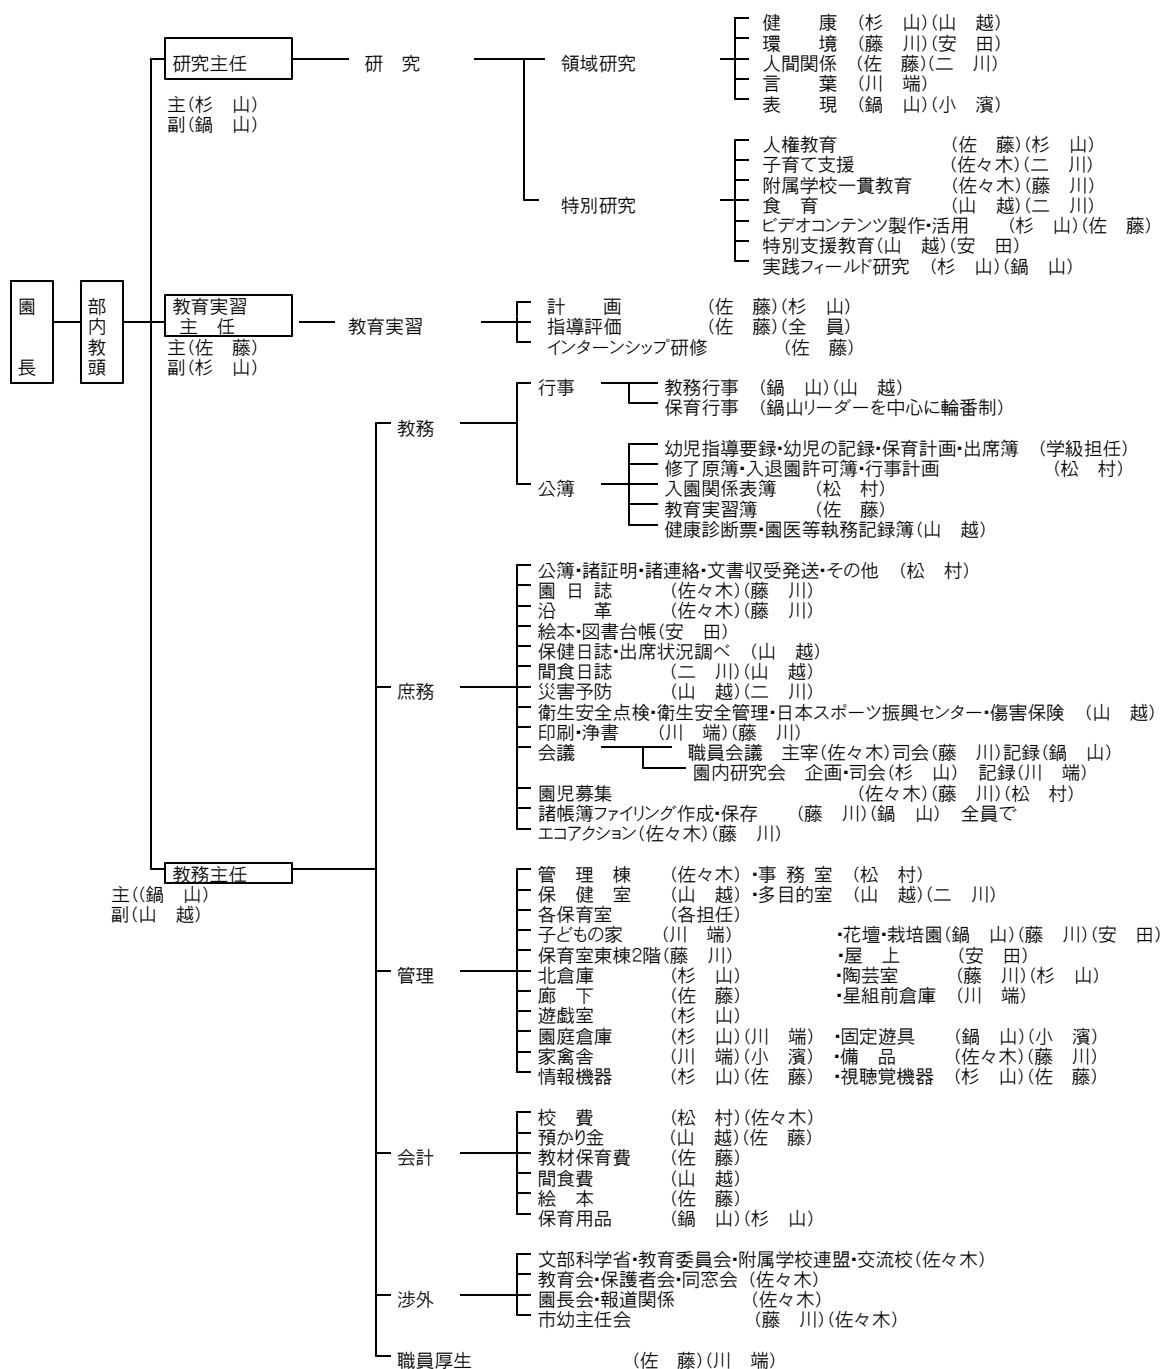 園長
部内教頭
研究主任
主(杉　山)
副(鍋　山)
研　究
領域研究
健　　康　(杉　山)(山　越)
環　　境　(藤　川)(安　田)
人間関係　(佐　藤)(二　川)
言　　葉　(川　端)
表　　現　(鍋　山)(小　濱)
特別研究
人権教育　(佐　藤)(杉　山)
子育て支援　(佐々木)(二　川)
附属学校一貫教育　(佐々木)(藤　川)
食　育　(山　越)(二　川)
ビデオコンテンツ製作・活用　(杉　山)(佐　藤)
特別支援教育(山　越)(安　田)
実践フィールド研究　(杉　山)(鍋　山)
教育実習
主　任
主(佐　藤)
副(杉　山)
教育実習
計　　画　(佐　藤)(杉　山)
指導評価　(佐　藤)(全　員)
インターンシップ研修　(佐　藤)
教務主任
主((鍋　山)
副(山　越)
教務
行事
教務行事　(鍋　山)(山　越)
保育行事　(鍋山リーダーを中心に輪番制)
公簿
幼児指導要録・幼児の記録・保育計画・出席簿　(学級担任)
修了原簿・入退園許可簿・行事計画　(松　村)
入園関係表簿　(松　村)
教育実習簿　(佐　藤)
健康診断票・園医等執務記録簿(山　越)
庶務
公簿・諸証明・諸連絡・文書収受発送・その他　(松　村)
園 日 誌　(佐々木)(藤　川)
沿　　革　(佐々木)(藤　川)
絵本・図書台帳(安　田)
保健日誌・出席状況調べ　(山　越)
間食日誌　(二　川)(山　越)
災害予防　(山　越)(二　川)
衛生安全点検・衛生安全管理・日本スポーツ振興センター・傷害保険　(山　越)
印刷・浄書　(川　端)(藤　川)
会議　職員会議　主宰(佐々木)司会(藤　川)記録(鍋　山)
園内研究会　企画・司会(杉　山)　記録(川　端)
園児募集　(佐々木)(藤　川)(松　村)
諸帳簿ファイリング作成・保存　(藤　川)(鍋　山)　全員で
エコアクション(佐々木)(藤　川)
管理
管　理　棟　(佐々木)・事 務 室　(松　村)
保　健　室　(山　越)・多目的室　(山　越)(二　川)
各保育室　(各担任)
子どもの家　(川　端)　・花壇・栽培園(鍋　山)(藤　川)(安　田)
保育室東棟2階(藤　川)　・屋　上　(安　田)
北倉庫　(杉　山)　・陶芸室　(藤　川)(杉　山)
廊　下　(佐　藤)　・星組前倉庫　(川　端)
遊戯室　(杉　山)
園庭倉庫　(杉　山)(川　端)　・固定遊具　(鍋　山)(小　濱)
家禽舎　(川　端)(小　濱)　・備　品　(佐々木)(藤　川)
情報機器　(杉　山)(佐　藤)　・視聴覚機器　(杉　山)(佐　藤)
会計
校　費　(松　村)(佐々木)
預かり金　(山　越)(佐　藤)
教材保育費　(佐　藤)
間食費　(山　越)
絵　本　(佐　藤)
保育用品　(鍋　山)(杉　山)
渉外
文部科学省・教育委員会・附属学校連盟・交流校(佐々木)
教育会・保護者会・同窓会 (佐々木)
園長会・報道関係　(佐々木)
市幼主任会　(藤　川)(佐々木)
職員厚生　(佐　藤)(川　端)